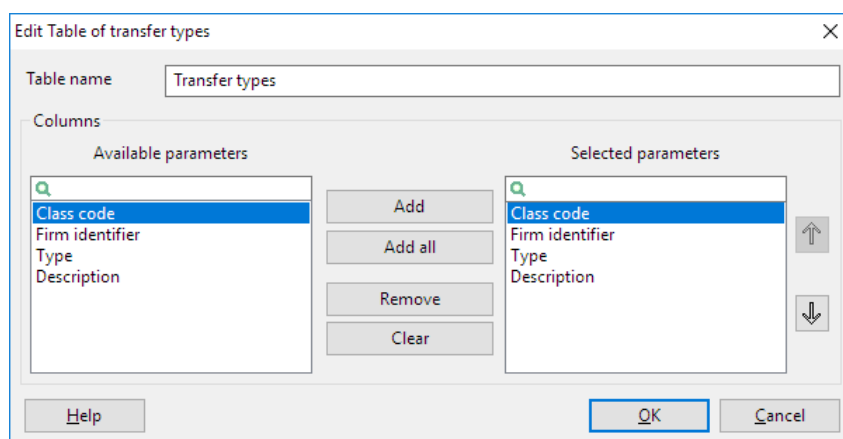 Edit Table of transfer types
Table name
Transfer types
Columns
Available parameters
Selected parameters
Class code
Firm identifier
Type
Description
Add
Add all
Remove
Clear
Class code
Firm identifier
Type
Description
Help
OK
Cancel